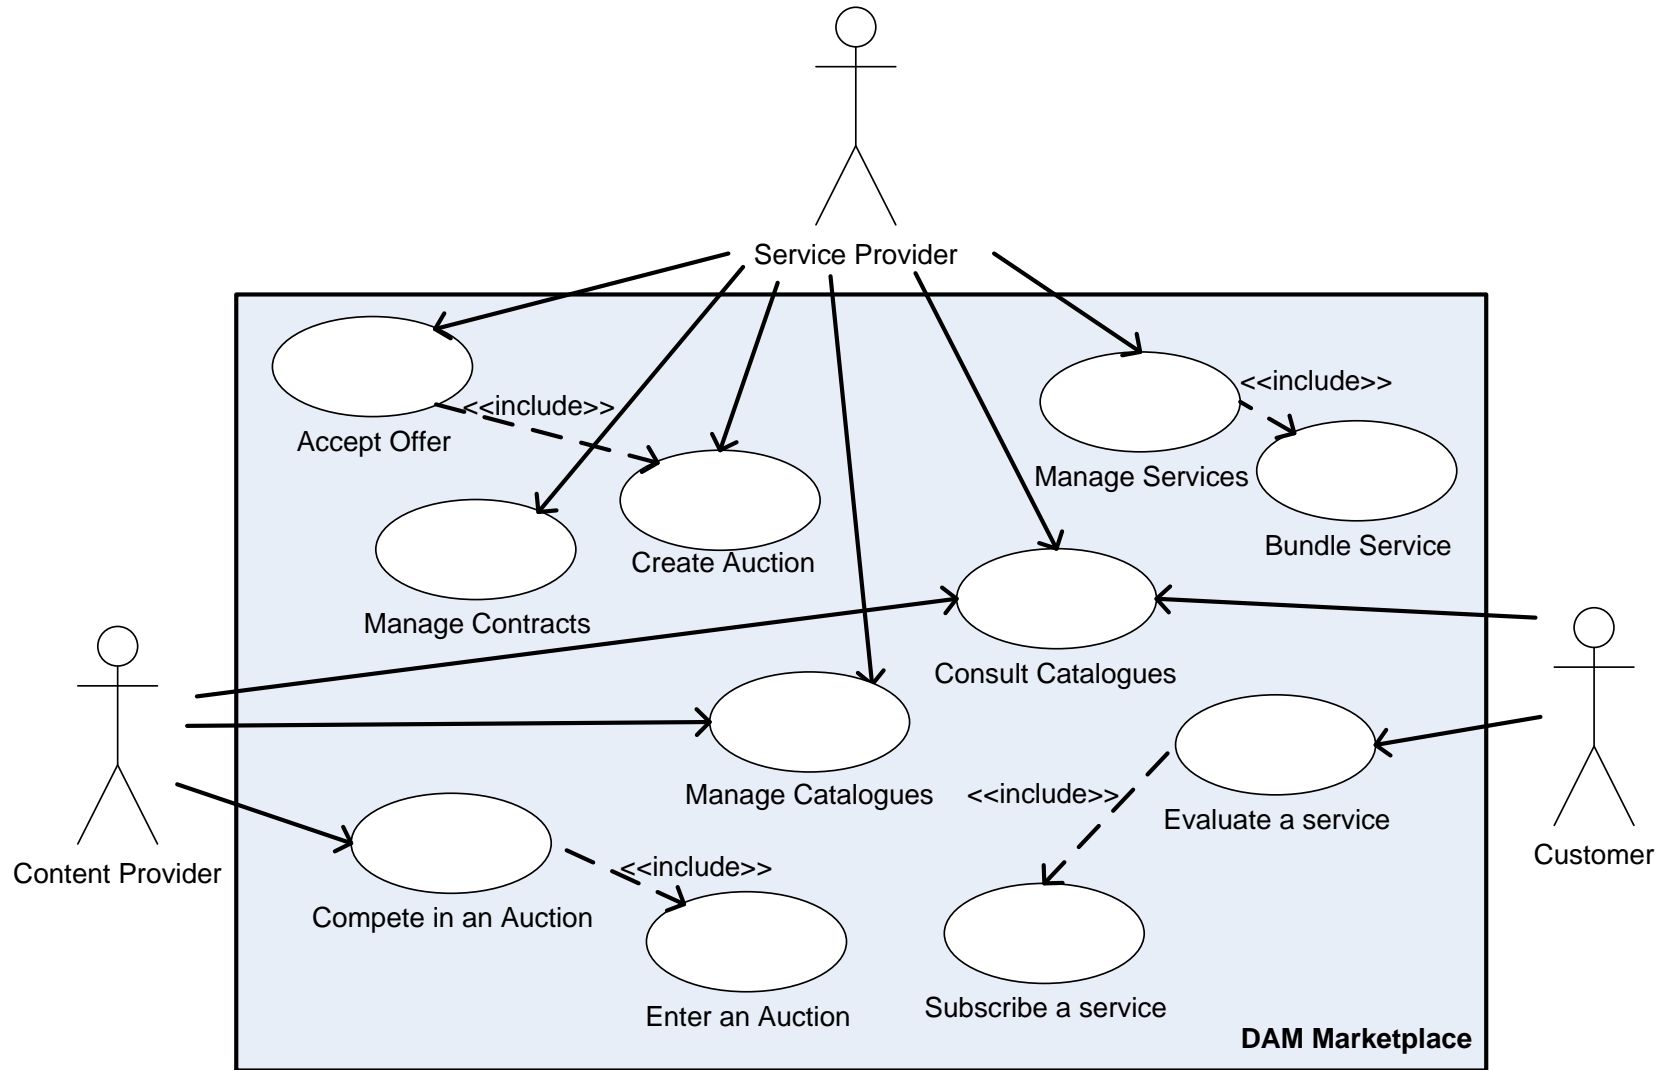 Service Provider
<<include>>
<<include>>
Accept Offer
Manage Services
Bundle Service
Create Auction
Manage Contracts
Consult Catalogues
Manage Catalogues
<<include>>
Evaluate a service
Customer
Content Provider
<<include>>
Compete in an Auction
Subscribe a service
Enter an Auction
DAM Marketplace